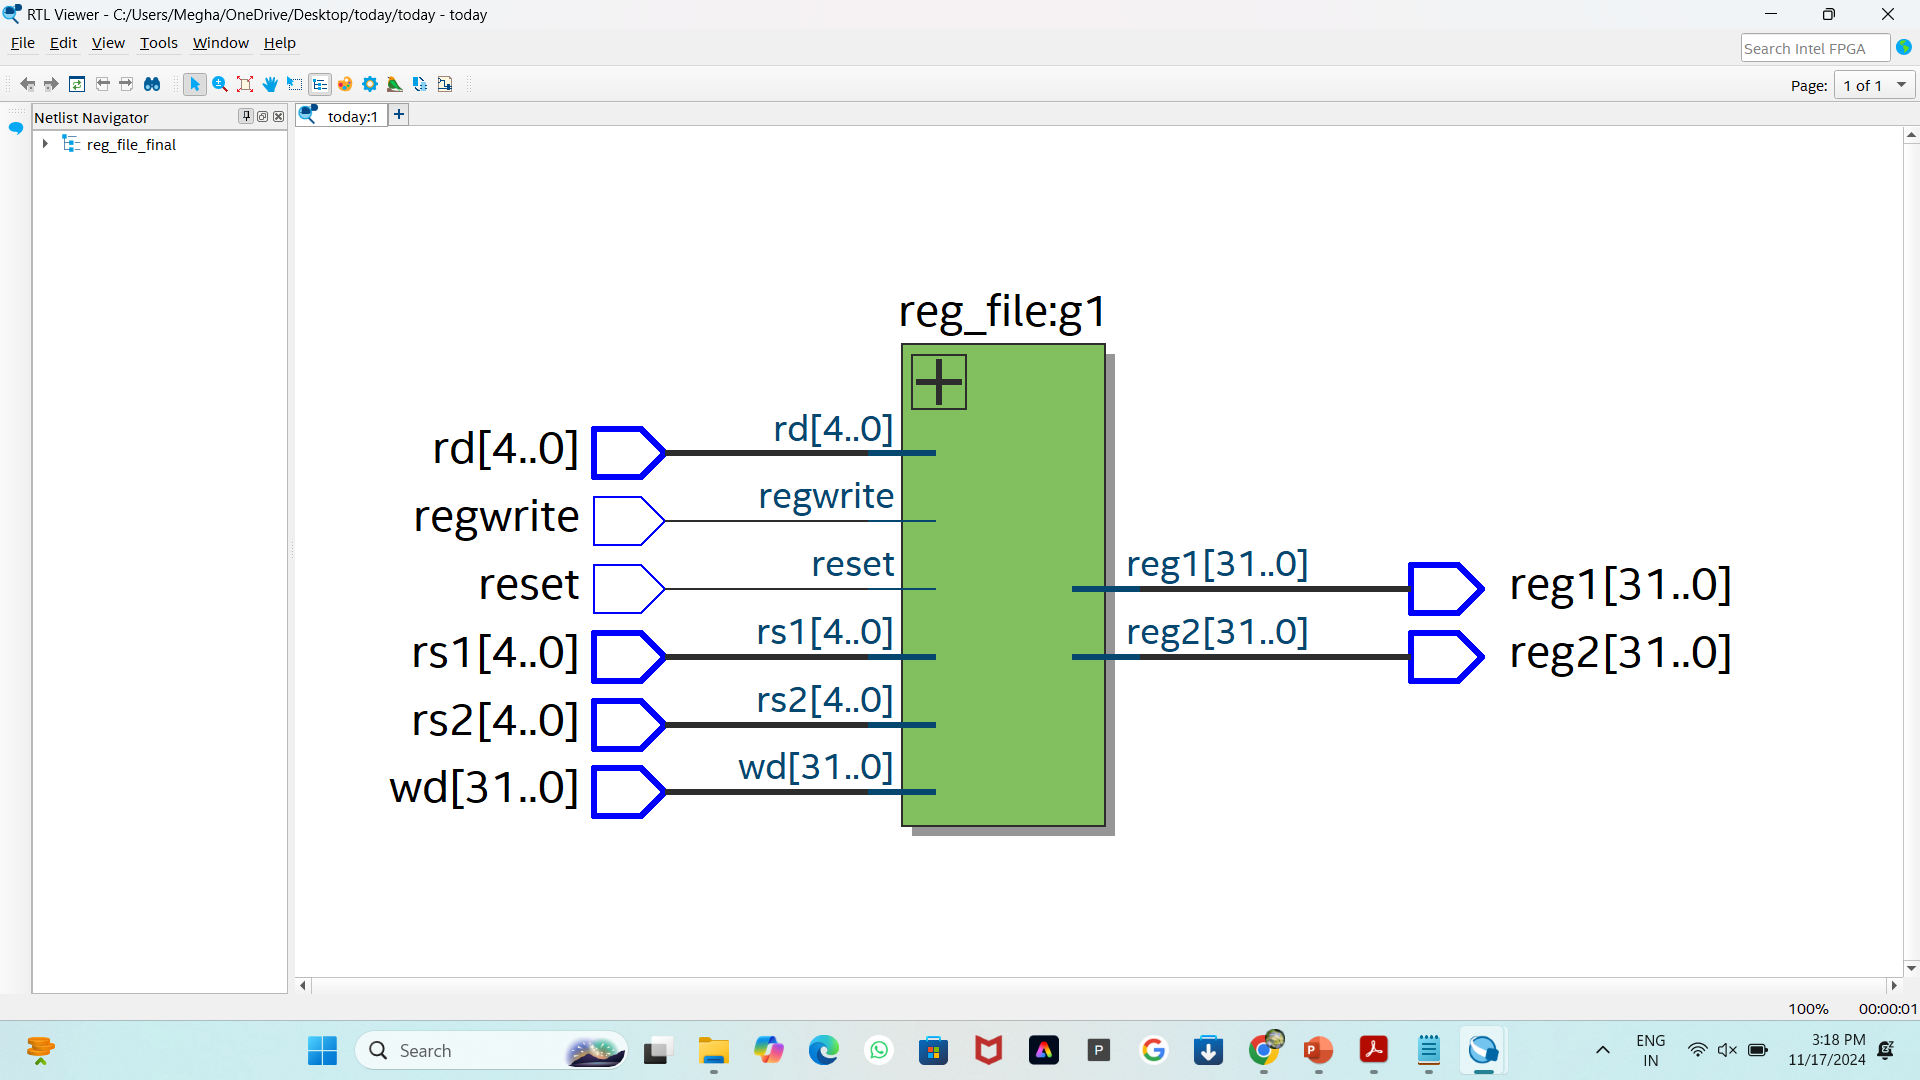 RTL Viewer - C:/Users/Megha/OneDrive/Desktop/today/today - today
File Edit View Tools Window Help
Search Intel FPGA
Page: 1 of 1
Netlist Navigator
today:1
reg_file_final
reg_file:g1
rd[4..0] rd[4..0]
regwrite regwrite
reset reset reg1[31..0] reg1[31..0]
rs1[4..0] rs1[4..0] reg2[31..0] reg2[31..0]
rs2[4..0] rs2[4..0]
wd[31..0] wd[31..0]
100% 00:00:01
Search
P
P
ENG
IN
3:18 PM
11/17/2024